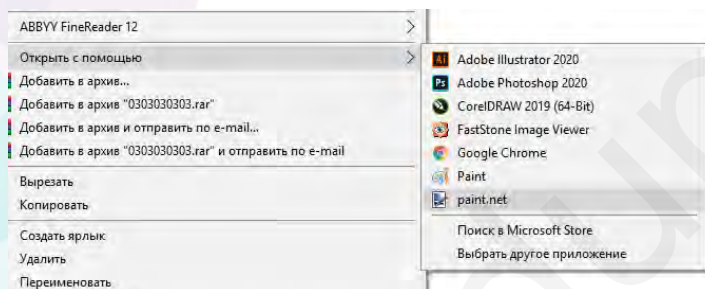 ABBYY FineReader 12
Открыть с помощью
Добавить в архив...
Добавить в архив "0303030303.rar"
Добавить в архив и отправить по e-mail...
Добавить в архив "0303030303.rar" и отправить по e-mail
Вырезать
Копировать
Создать ярлык
Удалить
Переименовать
Ai Adobe Illustrator 2020
Ps Adobe Photoshop 2020
CorelDRAW 2019 (64-Bit)
FastStone Image Viewer
Google Chrome
Paint
paint.net
Поиск в Microsoft Store
Выбрать другое приложение